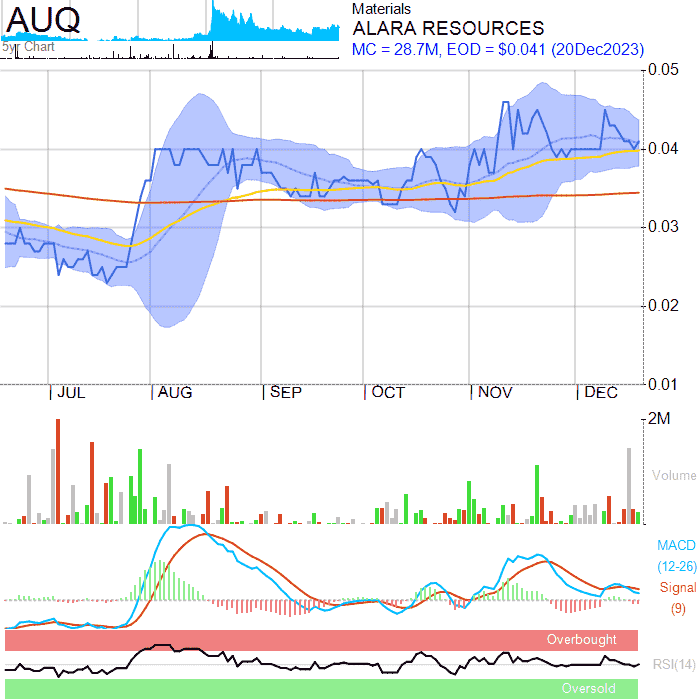 AUQ
5yr Chart
Materials
ALARA RESOURCES
MC = 28.7M, EOD = $0.041 (20Dec2023)
0.05
0.04
0.03
0.02
0.01
JUL AUG SEP OCT NOV DEC
2M
Volume
MACD
(12-26)
Signal
(9)
Overbought
RSI(14)
Oversold